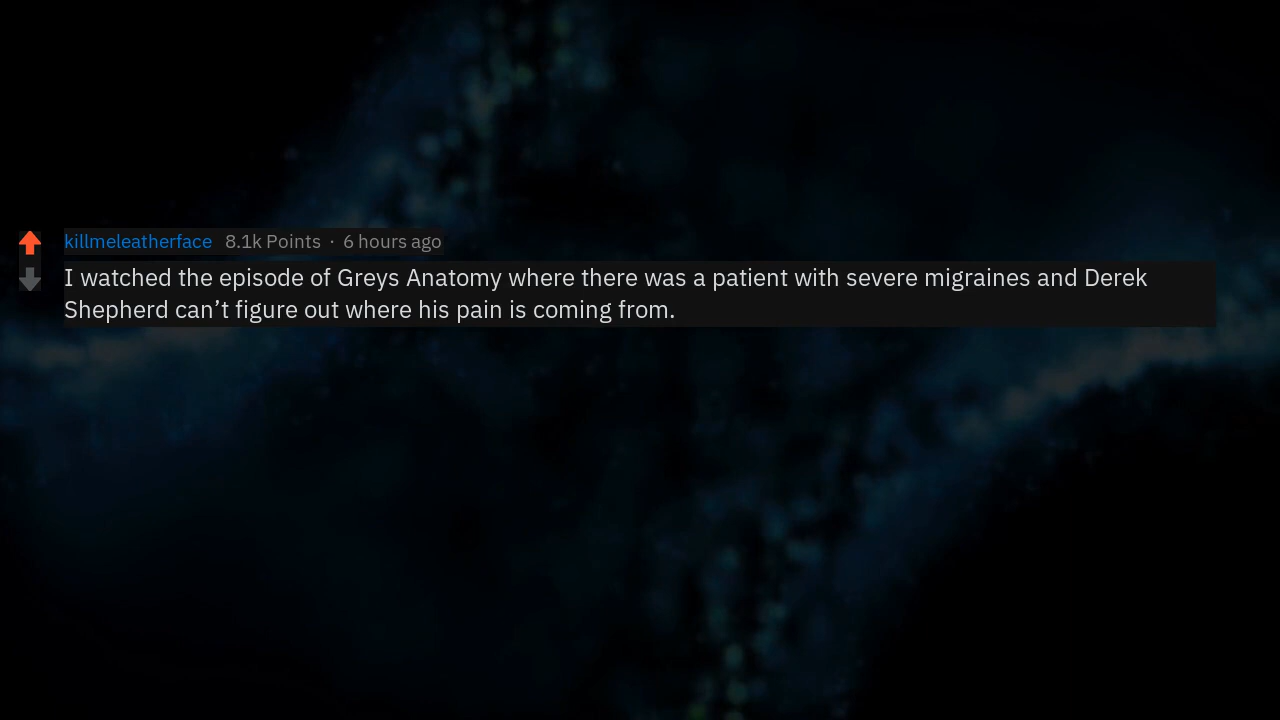 killmeleatherface 8.1k Points · 6 hours ago
I watched the episode of Greys Anatomy where there was a patient with severe migraines and Derek
Shepherd can’t figure out where his pain is coming from.